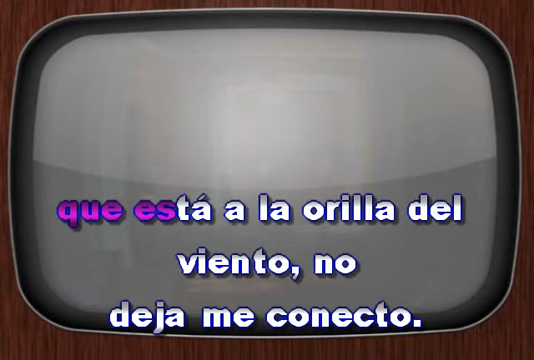 que está a la orilla del
viento, no
deja me conecto.